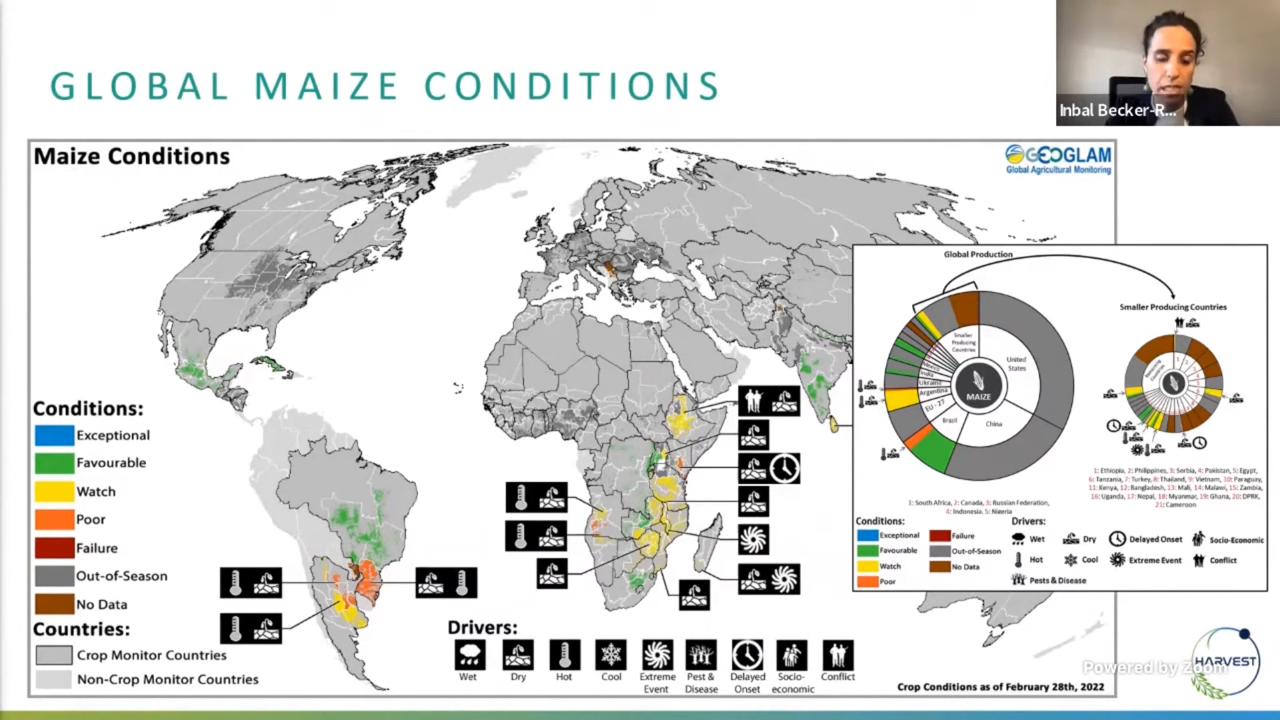 Inbal Becker-R...
GLOBAL MAIZE CONDITIONS
Maize Conditions
GEOGLAM
Global Agricultural Monitoring
Conditions:
Exceptional
Favourable
Watch
Poor
Failure
Out-of-Season
No Data
Countries:
Crop Monitor Countries
Non-Crop Monitor Countries
Drivers:
Wet
Dry
Hot
Cool
Extreme Event
Pest & Disease
Delayed Onset
Socio-economic
Conflict
Crop Conditions as of February 28th, 2022
Global Production
Smaller Producing Countries
United States
China
Brazil
EU - 27
Argentina
Ukraine
India
Mexico
MAIZE
Smaller Producing Countries
1: South Africa, 2: Canada, 3: Russian Federation,
4: Indonesia, 5: Nigeria
1: Ethiopia, 2: Philippines, 3: Serbia, 4: Pakistan, 5: Egypt,
6: Tanzania, 7: Turkey, 8: Thailand, 9: Vietnam, 10: Paraguay,
11: Kenya, 12: Bangladesh, 13: Mali, 14: Malawi, 15: Zambia,
16: Uganda, 17: Nepal, 18: Myanmar, 19: Ghana, 20: DPRK,
21: Cameroon
Conditions:
Exceptional
Favourable
Watch
Poor
Failure
Out-of-Season
No Data
Drivers:
Wet
Dry
Delayed Onset
Socio-Economic
Hot
Cool
Extreme Event
Conflict
Pests & Disease
Powered by Zoom
HARVEST